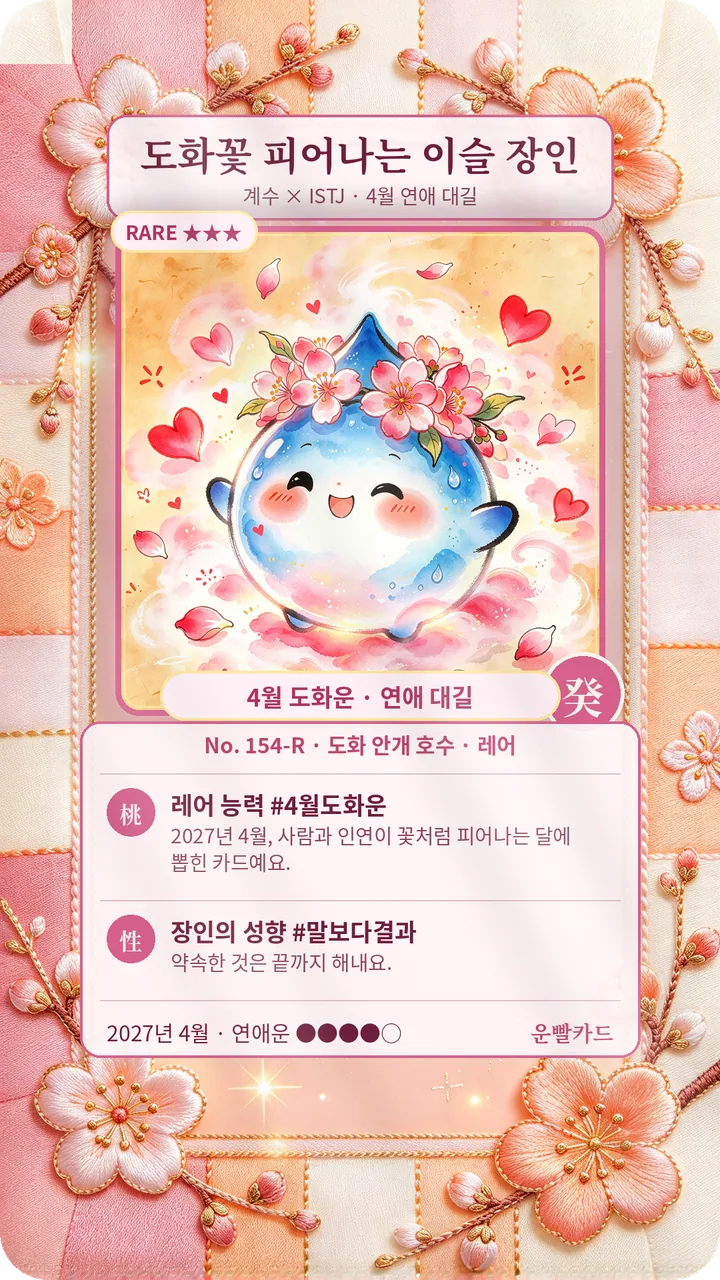 도화꽃 피어나는 이슬 장인
계수 × ISTJ · 4월 연애 대길
RARE ★★★
4월 도화운 · 연애 대길
癸
No. 154-R · 도화 안개 호수 · 레어
桃
레어 능력 #4월도화운
2027년 4월, 사람과 인연이 꽃처럼 피어나는 달에
뽑힌 카드예요.
性
장인의 성향 #말보다결과
약속한 것은 끝까지 해내요.
2027년 4월 · 연애운 ●●●●○
운빨카드